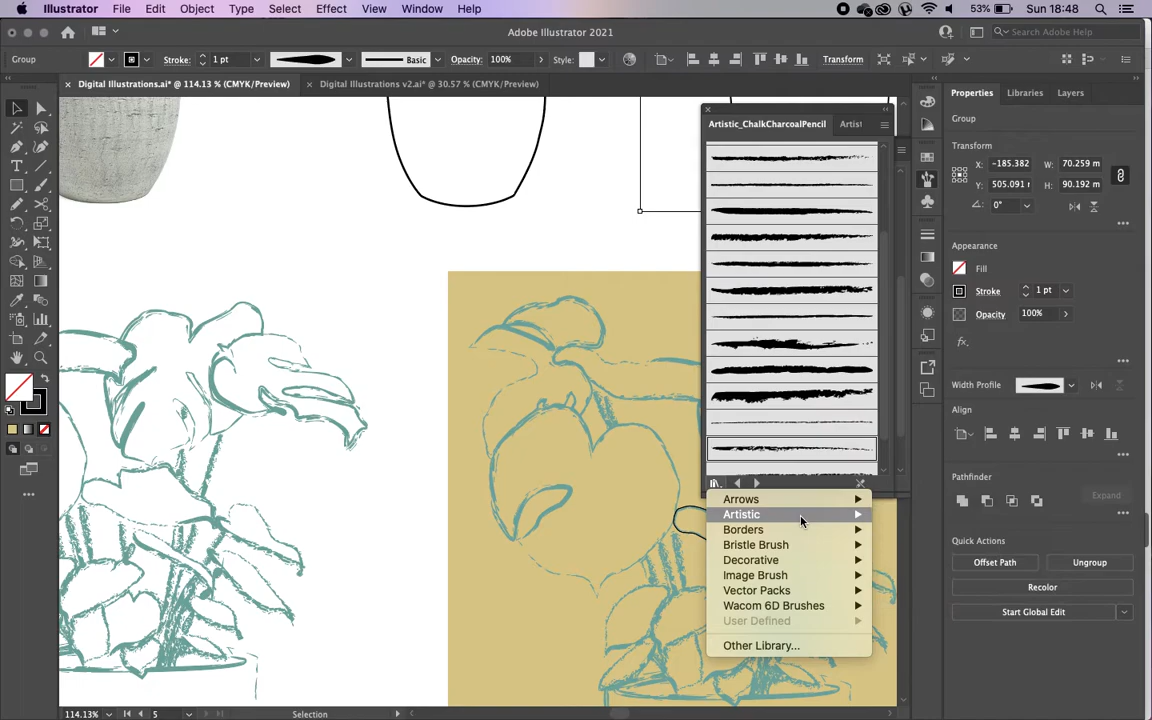 Illustrator File Edit Object Type Select Effect View Window Help 53% Sun 18:48
Adobe Illustrator 2021
Search Adobe Help
Group Stroke: 1 pt Basic Opacity: 100% Style: Transform
Digital Illustrations.ai* @ 114.13 % (CMYK/Preview)
Digital Illustrations v2.ai* @ 30.57 % (CMYK/Preview)
Properties Libraries Layers
Artistic_ChalkCharcoalPencil Artist
Group
Transform
X: -185.382 W: 70.259 m
Y: 505.091 H: 90.192 m
0°
Appearance
Fill
Stroke 1 pt
Opacity 100%
fx.
Width Profile
Align
Pathfinder
Expand
Arrows
Artistic
Borders
Bristle Brush
Decorative
Image Brush
Vector Packs
Wacom 6D Brushes
User Defined
Other Library...
Quick Actions
Offset Path Ungroup
Recolor
Start Global Edit
114.13% 5 Selection